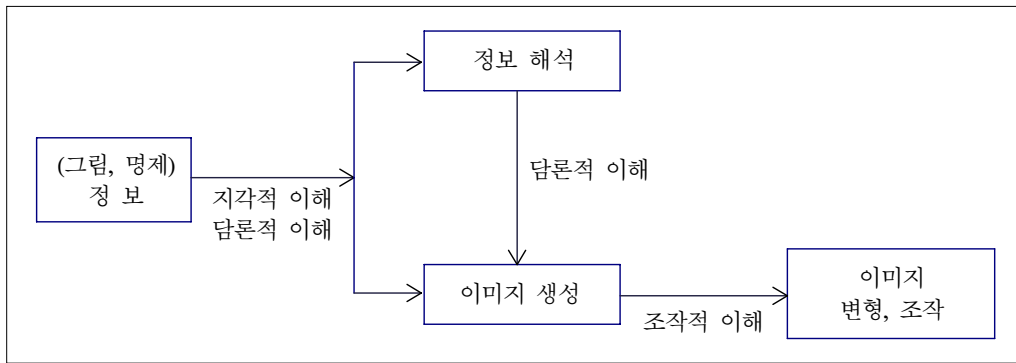 정보 해석
(그림, 명제)
정 보
지각적 이해
담론적 이해
담론적 이해
이미지 생성
조작적 이해
이미지
변형, 조작